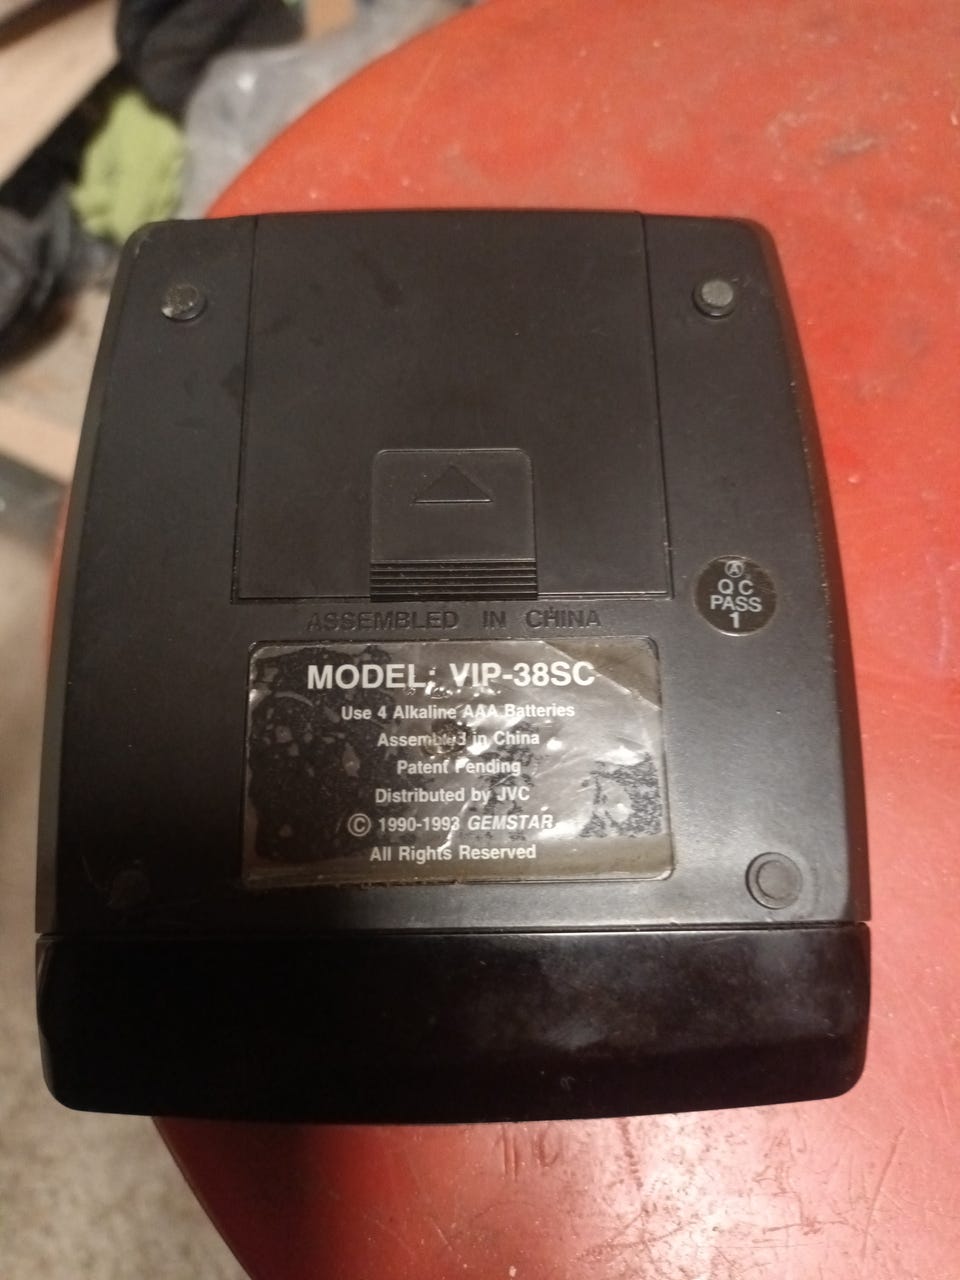 ASSEMBLED IN CHINA
A
QC
PASS
1
MODEL: VIP-38SC
Use 4 Alkaline AAA Batteries
Assembled in China
Patent Pending
Distributed by JVC
© 1990-1993 GEMSTAR
All Rights Reserved